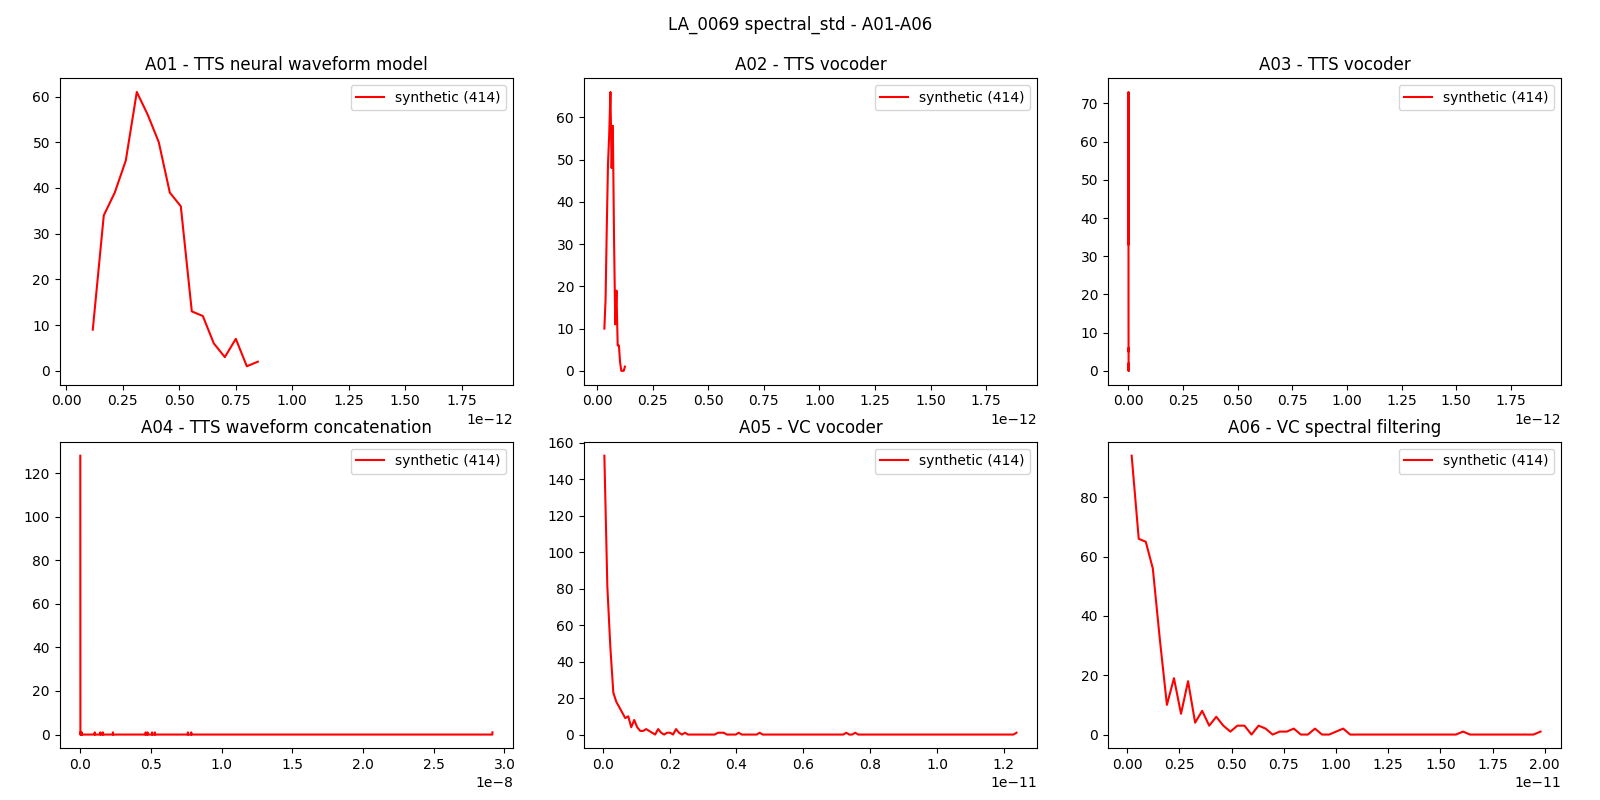 LA_0069 spectral_std - A01-A06
A01 - TTS neural waveform model
synthetic (414)
60
50
40
30
20
10
0
0.00 0.25 0.50 0.75 1.00 1.25 1.50 1.75
1e−12
A02 - TTS vocoder
synthetic (414)
60
50
40
30
20
10
0
0.00 0.25 0.50 0.75 1.00 1.25 1.50 1.75
1e−12
A03 - TTS vocoder
synthetic (414)
70
60
50
40
30
20
10
0
0.00 0.25 0.50 0.75 1.00 1.25 1.50 1.75
1e−12
A04 - TTS waveform concatenation
synthetic (414)
120
100
80
60
40
20
0
0.0 0.5 1.0 1.5 2.0 2.5 3.0
1e−8
A05 - VC vocoder
synthetic (414)
160
140
120
100
80
60
40
20
0
0.0 0.2 0.4 0.6 0.8 1.0 1.2
1e−11
A06 - VC spectral filtering
synthetic (414)
80
60
40
20
0
0.00 0.25 0.50 0.75 1.00 1.25 1.50 1.75 2.00
1e−11